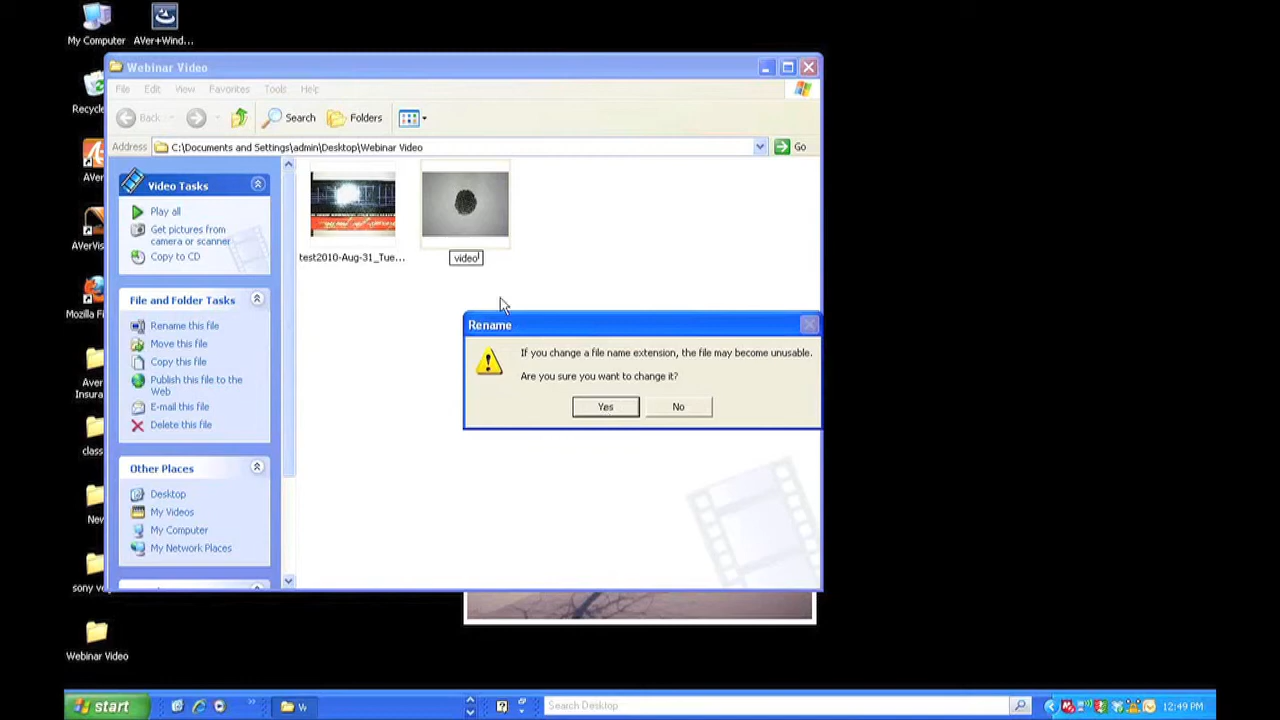 My Computer
AVer+Wind...
Webinar Video
File Edit View Favorites Tools Help
Recycle
Back Search Folders
Address C:\Documents and Settings\admin\Desktop\Webinar Video Go
AVer
Video Tasks
Play all
Get pictures from
camera or scanner
Copy to CD
AVerVis
test2010-Aug-31_Tue...
video
File and Folder Tasks
Mozilla Fi
Rename this file
Move this file
Copy this file
Publish this file to the
Web
E-mail this file
Delete this file
Aver
Insura
class
Rename
If you change a file name extension, the file may become unusable.
Are you sure you want to change it?
Yes No
Other Places
Desktop
My Videos
My Computer
My Network Places
New
sony ve
Webinar Video
start
W
Search Desktop
12:49 PM